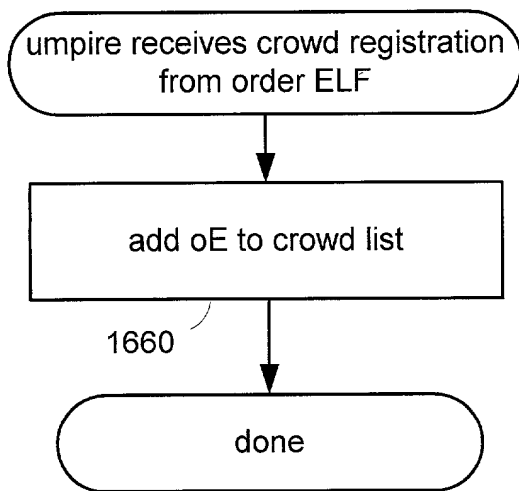 umpire receives crowd registration
from order ELF
add oE to crowd list
1660
done